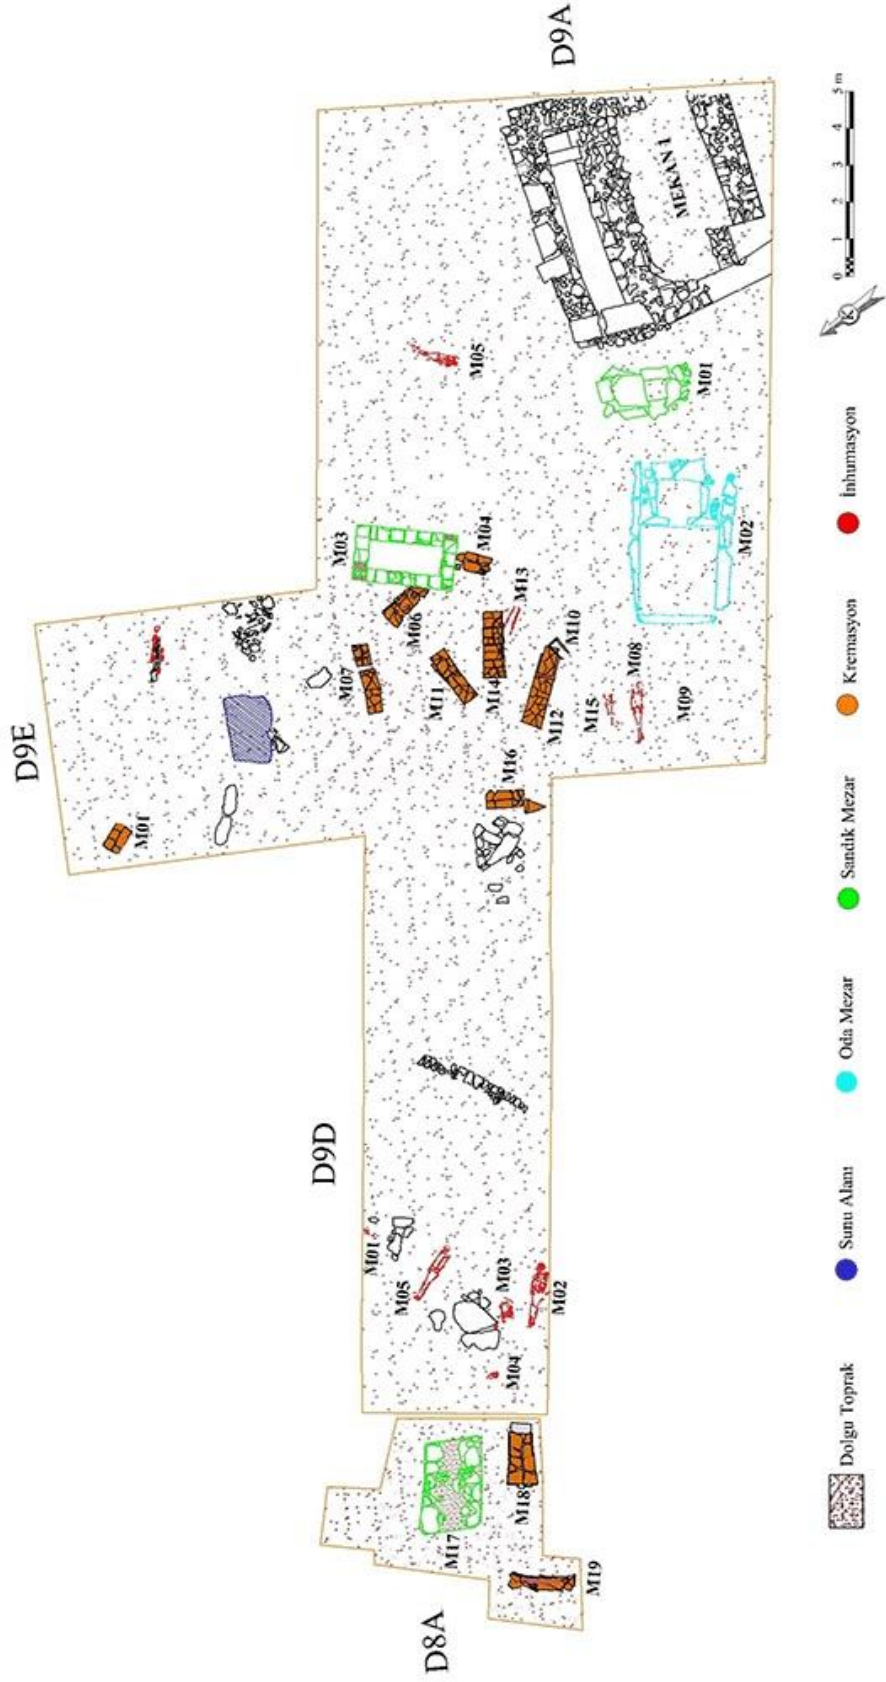 D9A
MEKAN 1
M05
M01
M03
M04
M02
M13
M06
M10
M07
M08
M11
M14
M15
M09
M12
D9E
M16
M01
D9D
M01
M05
M03
M02
M04
M17
M18
M19
D8A
0 1 2 3 4 5 m
K
Dolgu Toprak
Sunu Alanı
Oda Mezar
Sandık Mezar
Kremasyon
İnhumasyon